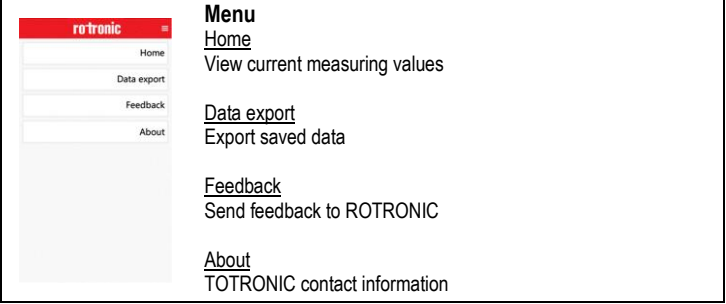 rotronic
Home
Data export
Feedback
About
Menu
Home
View current measuring values
Data export
Export saved data
Feedback
Send feedback to ROTRONIC
About
TOTRONIC contact information